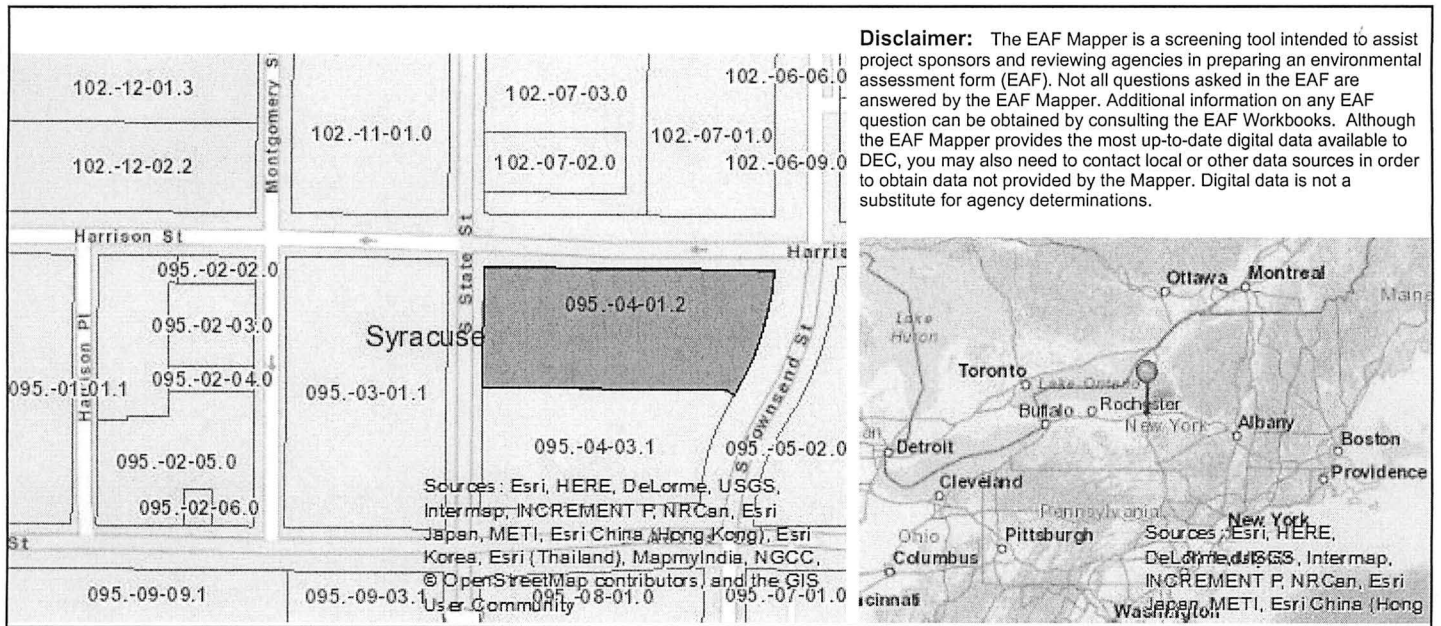 Disclaimer: The EAF Mapper is a screening tool intended to assist
project sponsors and reviewing agencies in preparing an environmental
assessment form (EAF). Not all questions asked in the EAF are
answered by the EAF Mapper. Additional information on any EAF
question can be obtained by consulting the EAF Workbooks. Although
the EAF Mapper provides the most up-to-date digital data available to
DEC, you may also need to contact local or other data sources in order
to obtain data not provided by the Mapper. Digital data is not a
substitute for agency determinations.
102.-12-01.3
102.-12-02.2
Montgomery S
102.-11-01.0
102.-07-03.0
102.-07-02.0
102.-07-01.0
102.-06-06.0
102.-06-09.0
Harrison St
Harris
095.-02-02.0
095.-02-03.0
095.-02-04.0
095.-01-01.1
Harrison Pl
095.-02-05.0
095.-02-06.0
Syracuse
S State St
095.-03-01.1
095.-04-01.2
095.-04-03.1
S Townsend St
095.-05-02.0
St
095.-09-09.1
095.-09-03.1
095.-08-01.0
095.-07-01.0
Sources: Esri, HERE, DeLorme, USGS,
Intermap, INCREMENT P, NRCan, Esri
Japan, METI, Esri China (Hong Kong), Esri
Korea, Esri (Thailand), MapmyIndia, NGCC,
© OpenStreetMap contributors, and the GIS
User Community
Ottawa
Montreal
Maine
Lake
Huron
Toronto
Lake Ontario
Buffalo
Rochester
New York
Albany
Boston
Providence
Detroit
Cleveland
Pennsylvania
New York
Ohio
Pittsburgh
Columbus
cinnati
Washington
Sources: Esri, HERE,
DeLorme, USGS, Intermap,
INCREMENT P, NRCan, Esri
Japan, METI, Esri China (Hong